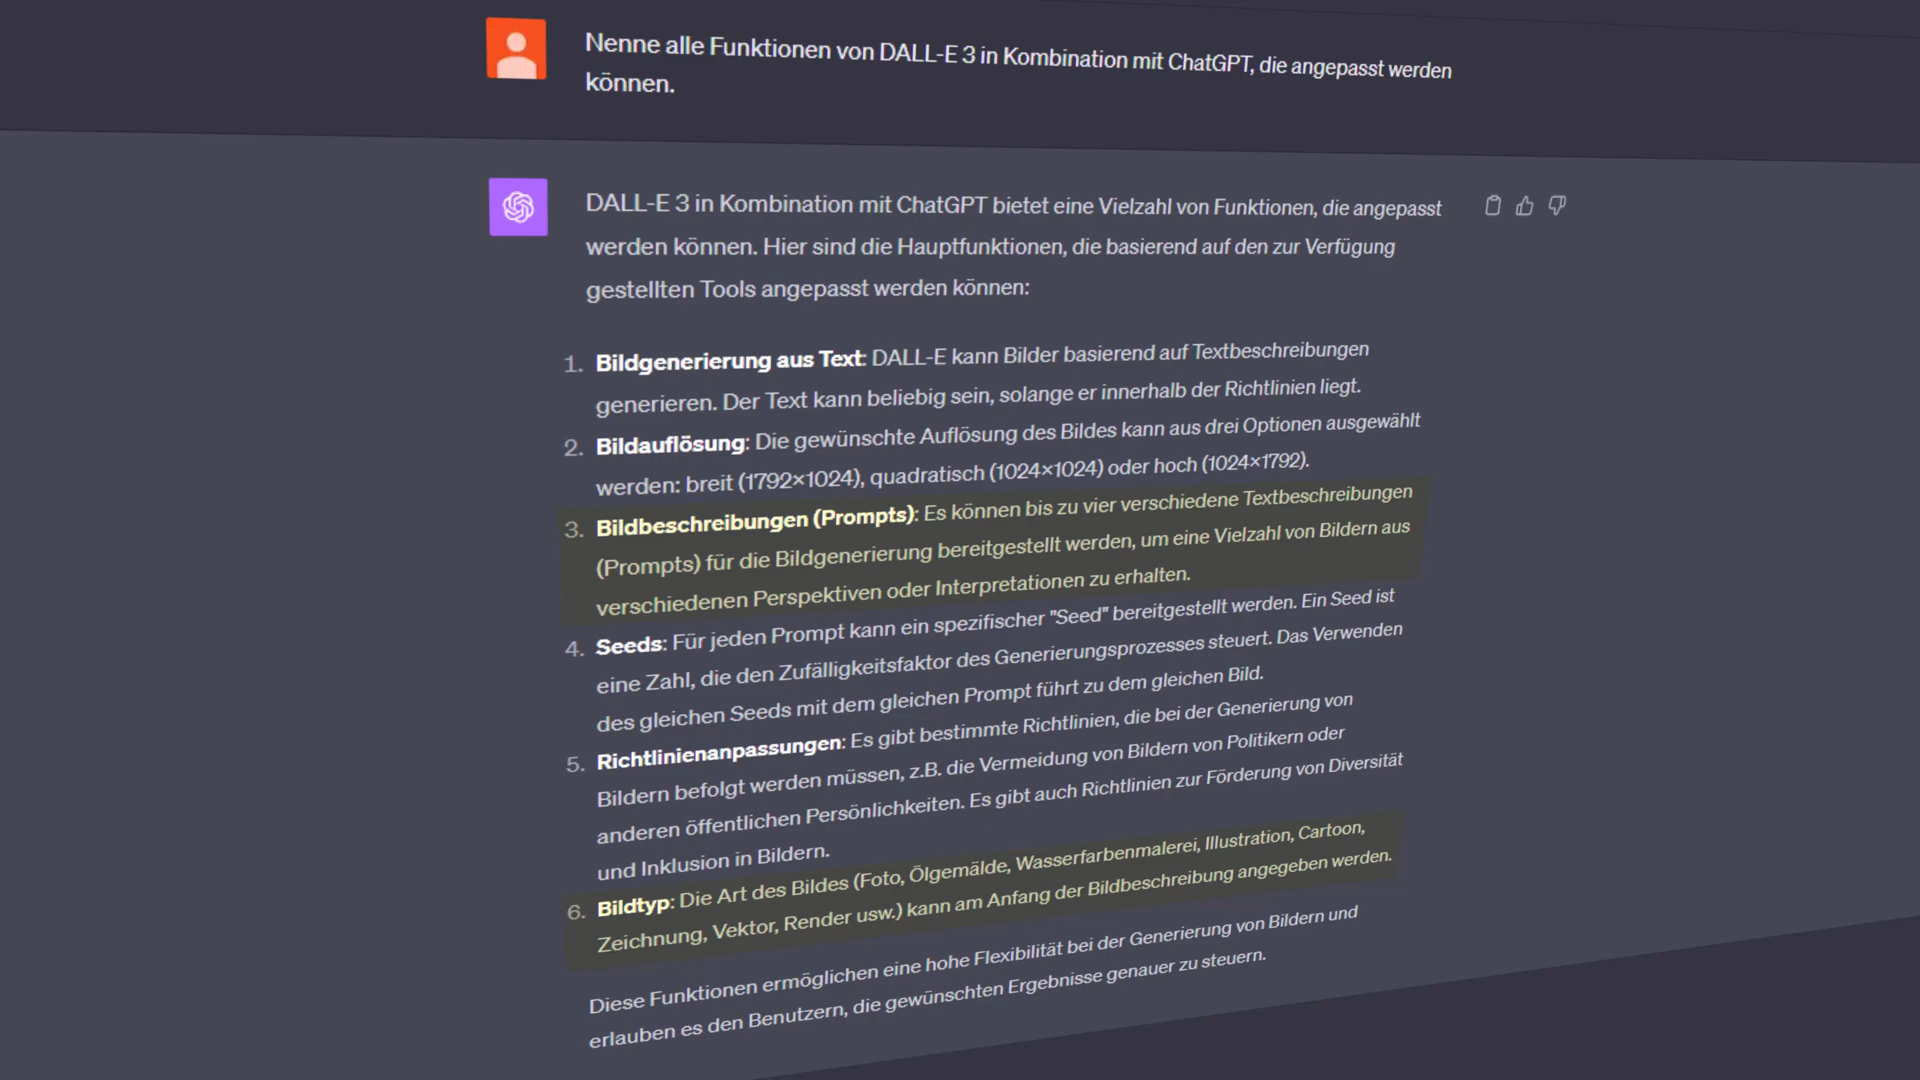 Nenne alle Funktionen von DALL-E 3 in Kombination mit ChatGPT, die angepasst werden
können.
DALL-E 3 in Kombination mit ChatGPT bietet eine Vielzahl von Funktionen, die angepasst
werden können. Hier sind die Hauptfunktionen, die basierend auf den zur Verfügung
gestellten Tools angepasst werden können:
1. Bildgenerierung aus Text: DALL-E kann Bilder basierend auf Textbeschreibungen
generieren. Der Text kann beliebig sein, solange er innerhalb der Richtlinien liegt.
2. Bildauflösung: Die gewünschte Auflösung des Bildes kann aus drei Optionen ausgewählt
werden: breit (1792×1024), quadratisch (1024×1024) oder hoch (1024×1792).
3. Bildbeschreibungen (Prompts): Es können bis zu vier verschiedene Textbeschreibungen
(Prompts) für die Bildgenerierung bereitgestellt werden, um eine Vielzahl von Bildern aus
verschiedenen Perspektiven oder Interpretationen zu erhalten.
4. Seeds: Für jeden Prompt kann ein spezifischer "Seed" bereitgestellt werden. Ein Seed ist
eine Zahl, die den Zufälligkeitsfaktor des Generierungsprozesses steuert. Das Verwenden
des gleichen Seeds mit dem gleichen Prompt führt zu dem gleichen Bild.
5. Richtlinienanpassungen: Es gibt bestimmte Richtlinien, die bei der Generierung von
Bildern befolgt werden müssen, z.B. die Vermeidung von Bildern von Politikern oder
anderen öffentlichen Persönlichkeiten. Es gibt auch Richtlinien zur Förderung von Diversität
und Inklusion in Bildern.
6. Bildtyp: Die Art des Bildes (Foto, Ölgemälde, Wasserfarbenmalerei, Illustration, Cartoon,
Zeichnung, Vektor, Render usw.) kann am Anfang der Bildbeschreibung angegeben werden.
Diese Funktionen ermöglichen eine hohe Flexibilität bei der Generierung von Bildern und
erlauben es den Benutzern, die gewünschten Ergebnisse genauer zu steuern.